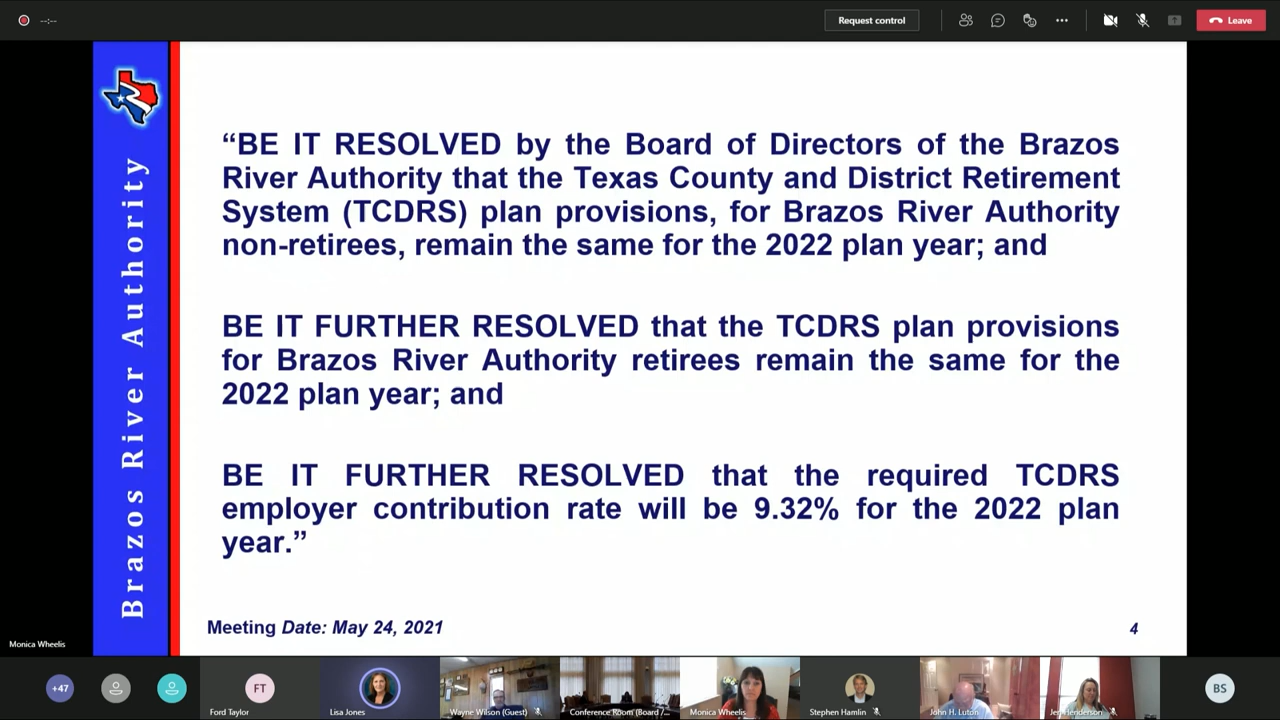 --:--
Request control
Leave
Brazos River Authority
“BE IT RESOLVED by the Board of Directors of the Brazos
River Authority that the Texas County and District Retirement
System (TCDRS) plan provisions, for Brazos River Authority
non-retirees, remain the same for the 2022 plan year; and
BE IT FURTHER RESOLVED that the TCDRS plan provisions
for Brazos River Authority retirees remain the same for the
2022 plan year; and
BE IT FURTHER RESOLVED that the required TCDRS
employer contribution rate will be 9.32% for the 2022 plan
year.”
Meeting Date: May 24, 2021
4
Monica Wheelis
+47
FT
Ford Taylor
Lisa Jones
Wayne Wilson (Guest)
Conference Room (Board /...
Monica Wheelis
Stephen Hamlin
John H. Luton
Henderson
BS